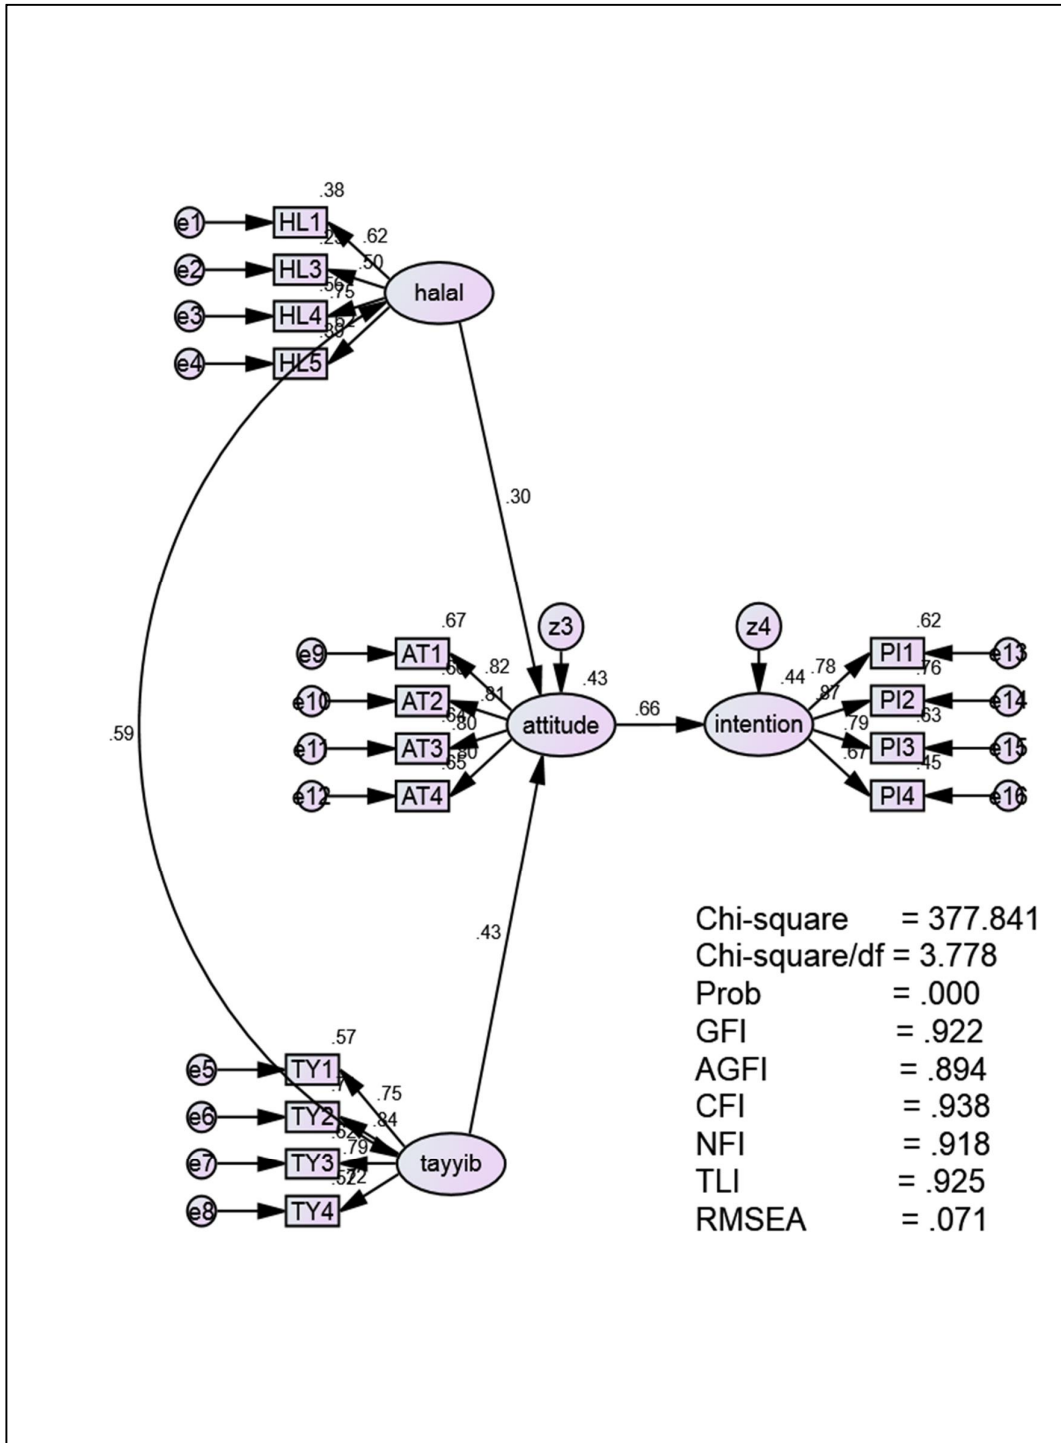 .38
e1 HL1
.62
e2 HL3
.50
halal
.75
e3 HL4
e4 HL5
.30
.59
z3
z4
.67
.62
e9 AT1
.82
.43
.44
.78
PI1 e13
.76
e10 AT2
.81
.87
PI2 e14
attitude
.66
intention
.63
e11 AT3
.80
.79
PI3 e15
.45
e12 AT4
.65
.80
.67
PI4 e16
.43
Chi-square = 377.841
Chi-square/df = 3.778
Prob = .000
GFI = .922
AGFI = .894
CFI = .938
NFI = .918
TLI = .925
RMSEA = .071
.57
e5 TY1
.75
e6 TY2
.84
.79
e7 TY3
tayyib
.72
e8 TY4